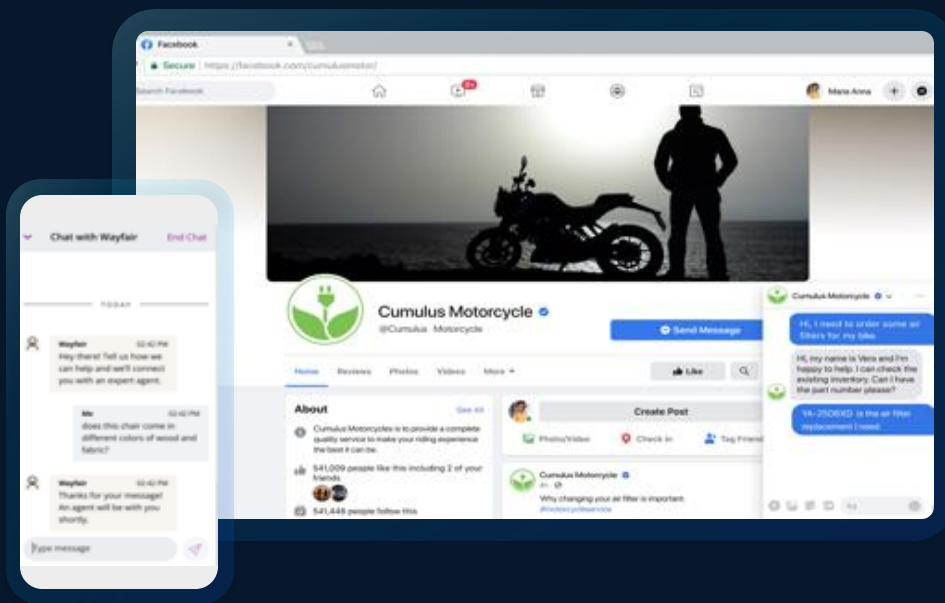 Facebook
Secure https://facebook.com/cumulusmotor/
Search Facebook
9+
Maria Anna
Cumulus Motorcycle
@Cumulus Motorcycle
Send Message
Home Reviews Photos Videos More
Like
About
See All
Cumulus Motorcycles is to provide a complete
quality service to make your riding experience
the best it can be.
541,009 people like this including 2 of your
friends
541,448 people follow this
Create Post
Photo/Video
Check in
Tag Friend
Cumulus Motorcycle
Why changing your air filter is important
#motorcycleservice
Cumulus Motorcycle
Hi, I need to order some air
filters for my bike.
Hi, my name is Vera and I'm
happy to help. I can check the
existing inventory. Can I have
the part number please?
YA-2506XD is the air filter
replacement I need.
Aa
Chat with Wayfair
End Chat
TODAY
Wayfair 02:42 PM
Hey there! Tell us how we
can help and we'll connect
you with an expert agent.
Me 02:42 PM
does this chair come in
different colors of wood and
fabric?
Wayfair 02:42 PM
Thanks for your message!
An agent will be with you
shortly.
Type message